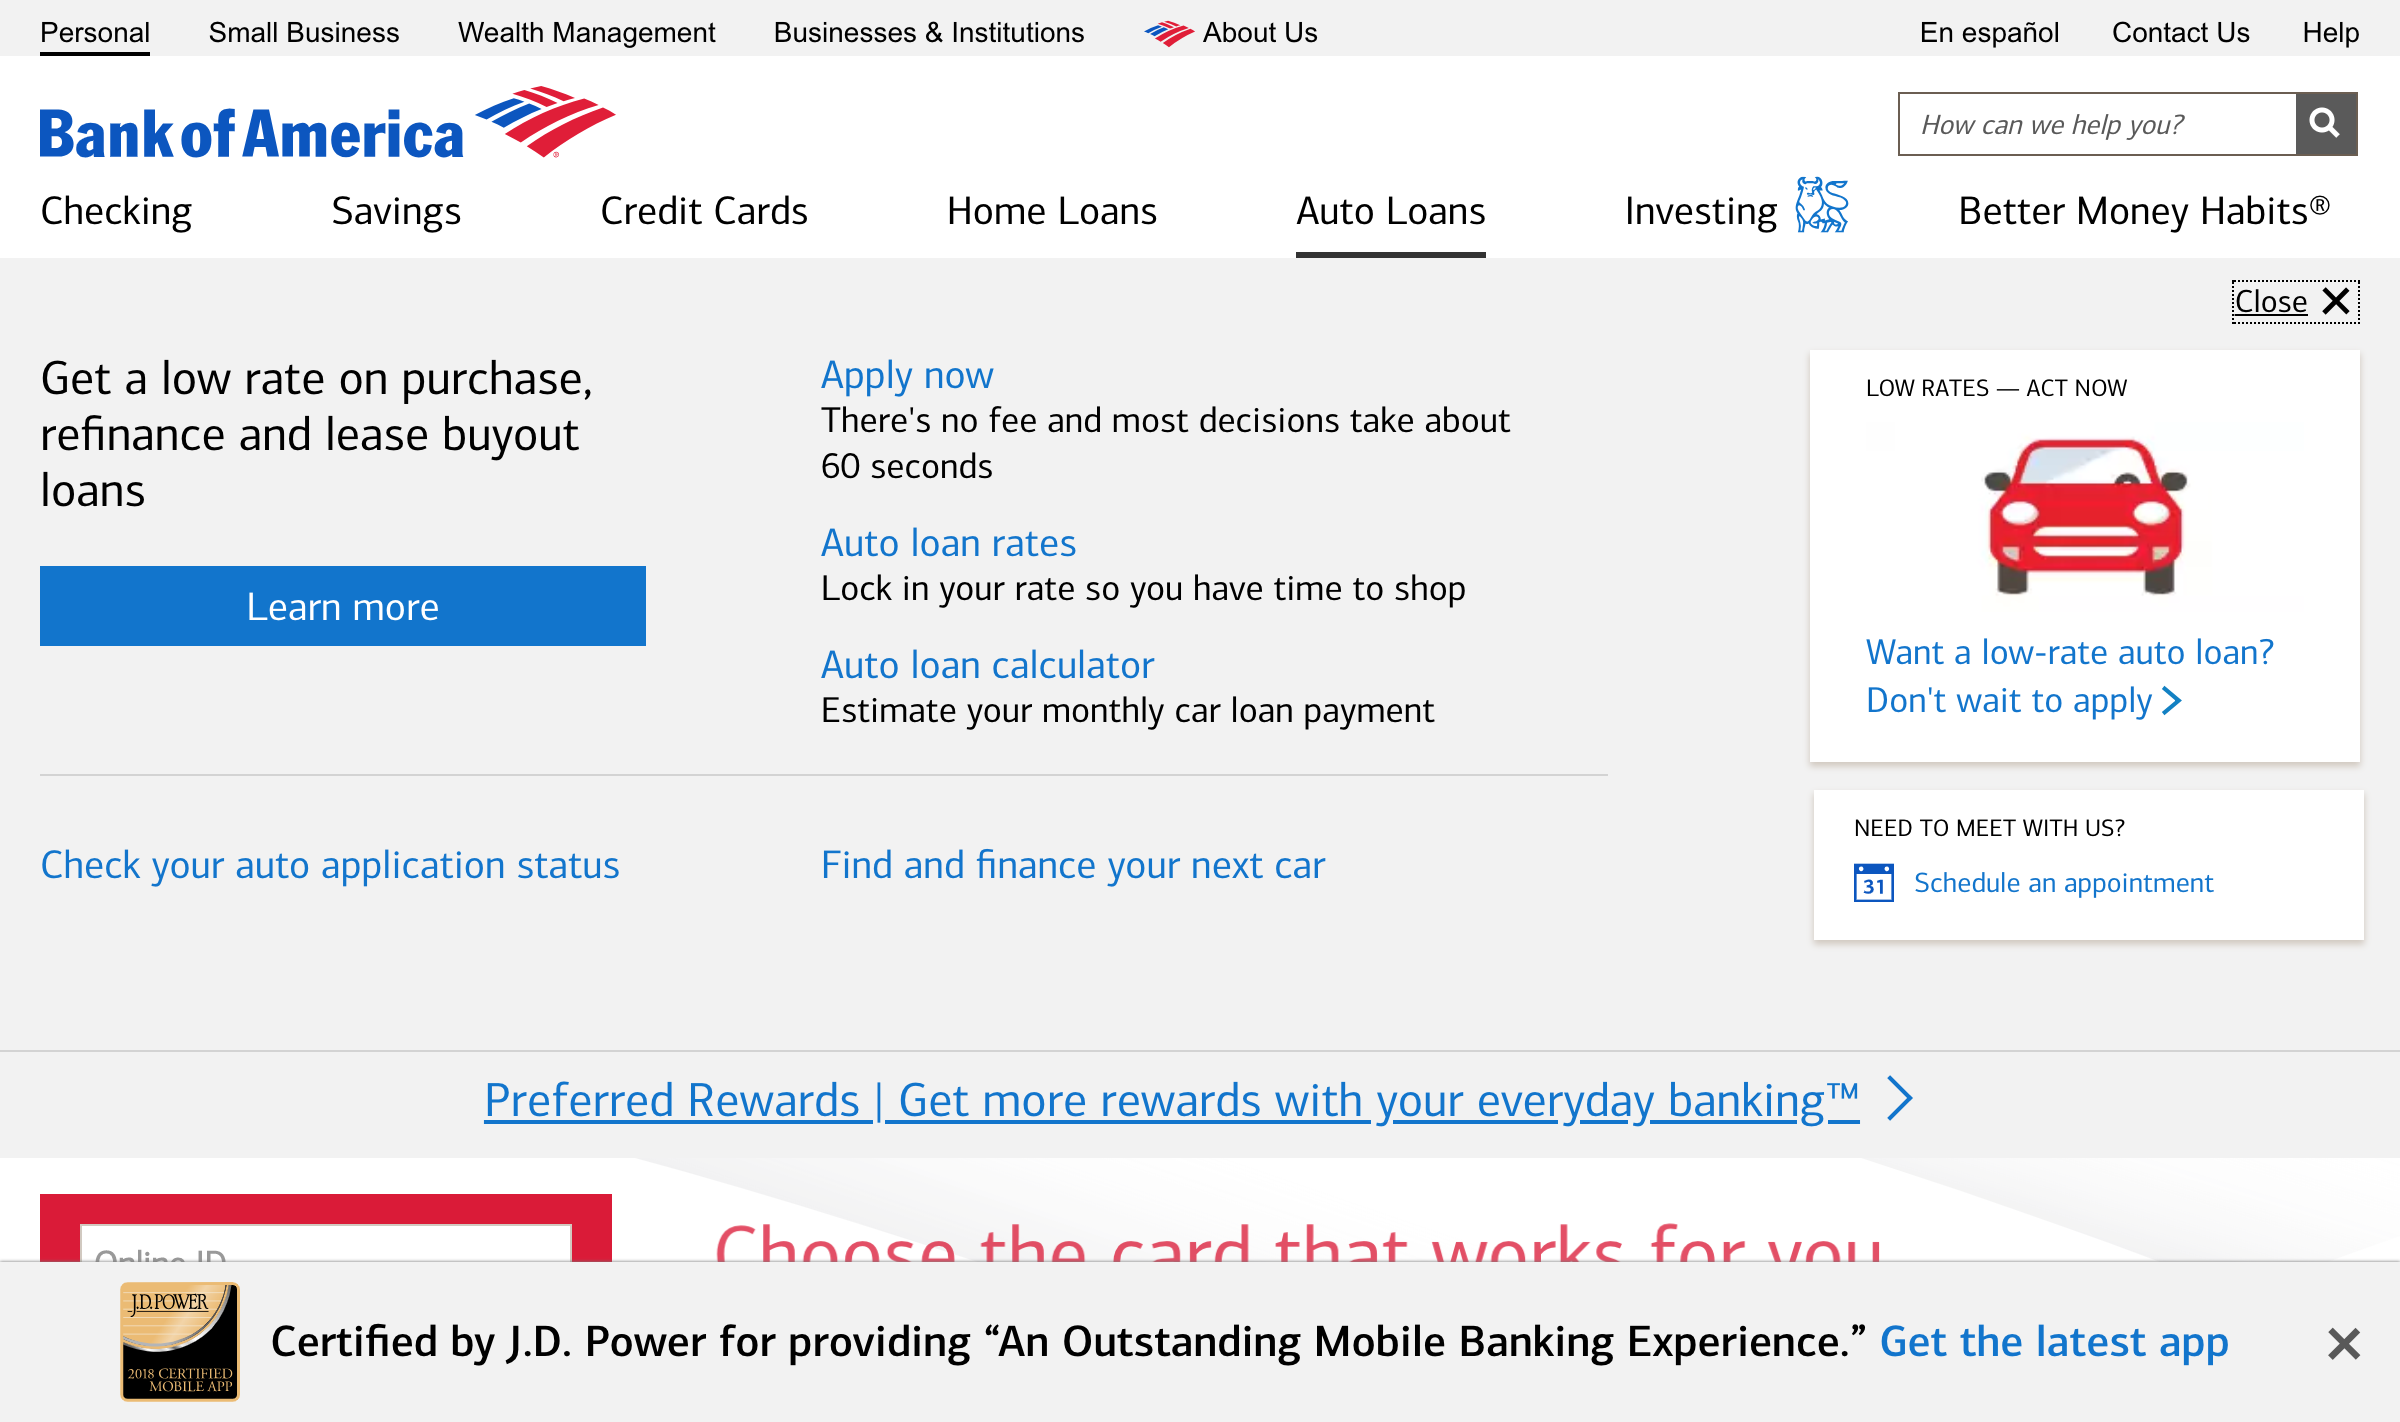 Personal Small Business Wealth Management Businesses & Institutions About Us En español Contact Us Help
Bank of America
How can we help you?
Checking Savings Credit Cards Home Loans Auto Loans Investing Better Money Habits®
Close
Get a low rate on purchase,
refinance and lease buyout
loans
Learn more
Apply now
There's no fee and most decisions take about
60 seconds
Auto loan rates
Lock in your rate so you have time to shop
Auto loan calculator
Estimate your monthly car loan payment
Check your auto application status
Find and finance your next car
LOW RATES — ACT NOW
Want a low-rate auto loan?
Don't wait to apply
NEED TO MEET WITH US?
31 Schedule an appointment
Preferred Rewards | Get more rewards with your everyday banking™
Online ID
Choose the card that works for you
J.D. POWER
2018 CERTIFIED
MOBILE APP
Certified by J.D. Power for providing “An Outstanding Mobile Banking Experience.” Get the latest app